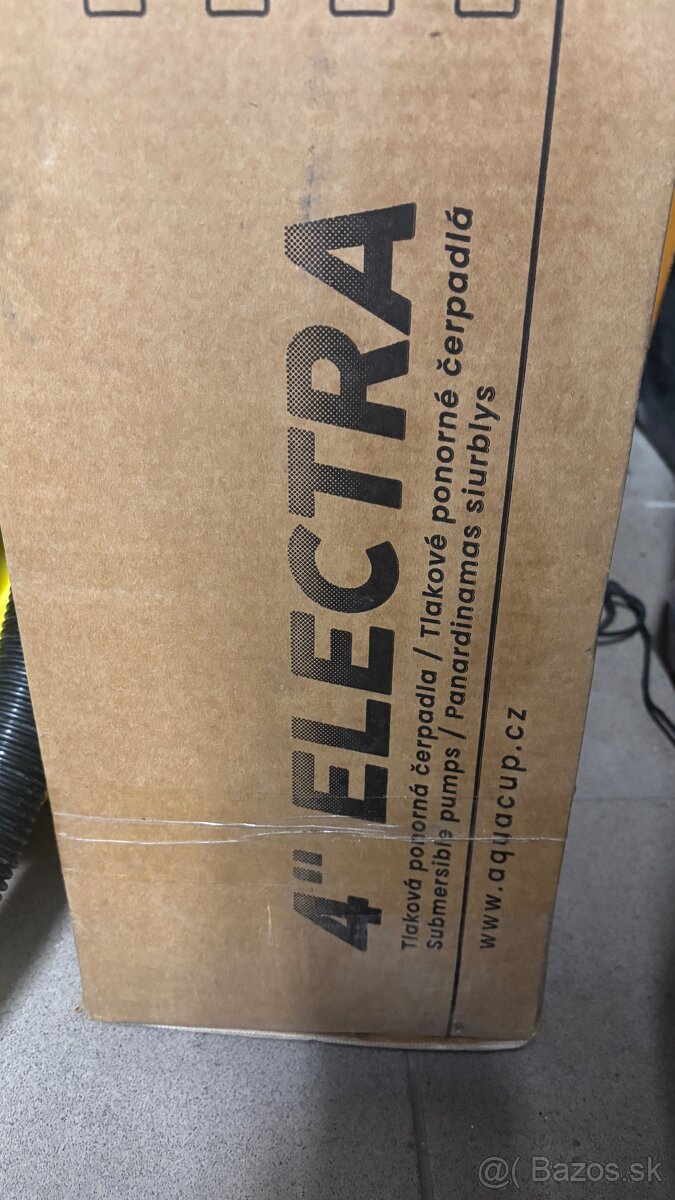 4" ELECTRA
Tlaková ponorná čerpadla / Tlakové ponorné čerpadlá
Submersible pumps / Panardinamas siurblys
www.aquacup.cz
@( Bazos.sk